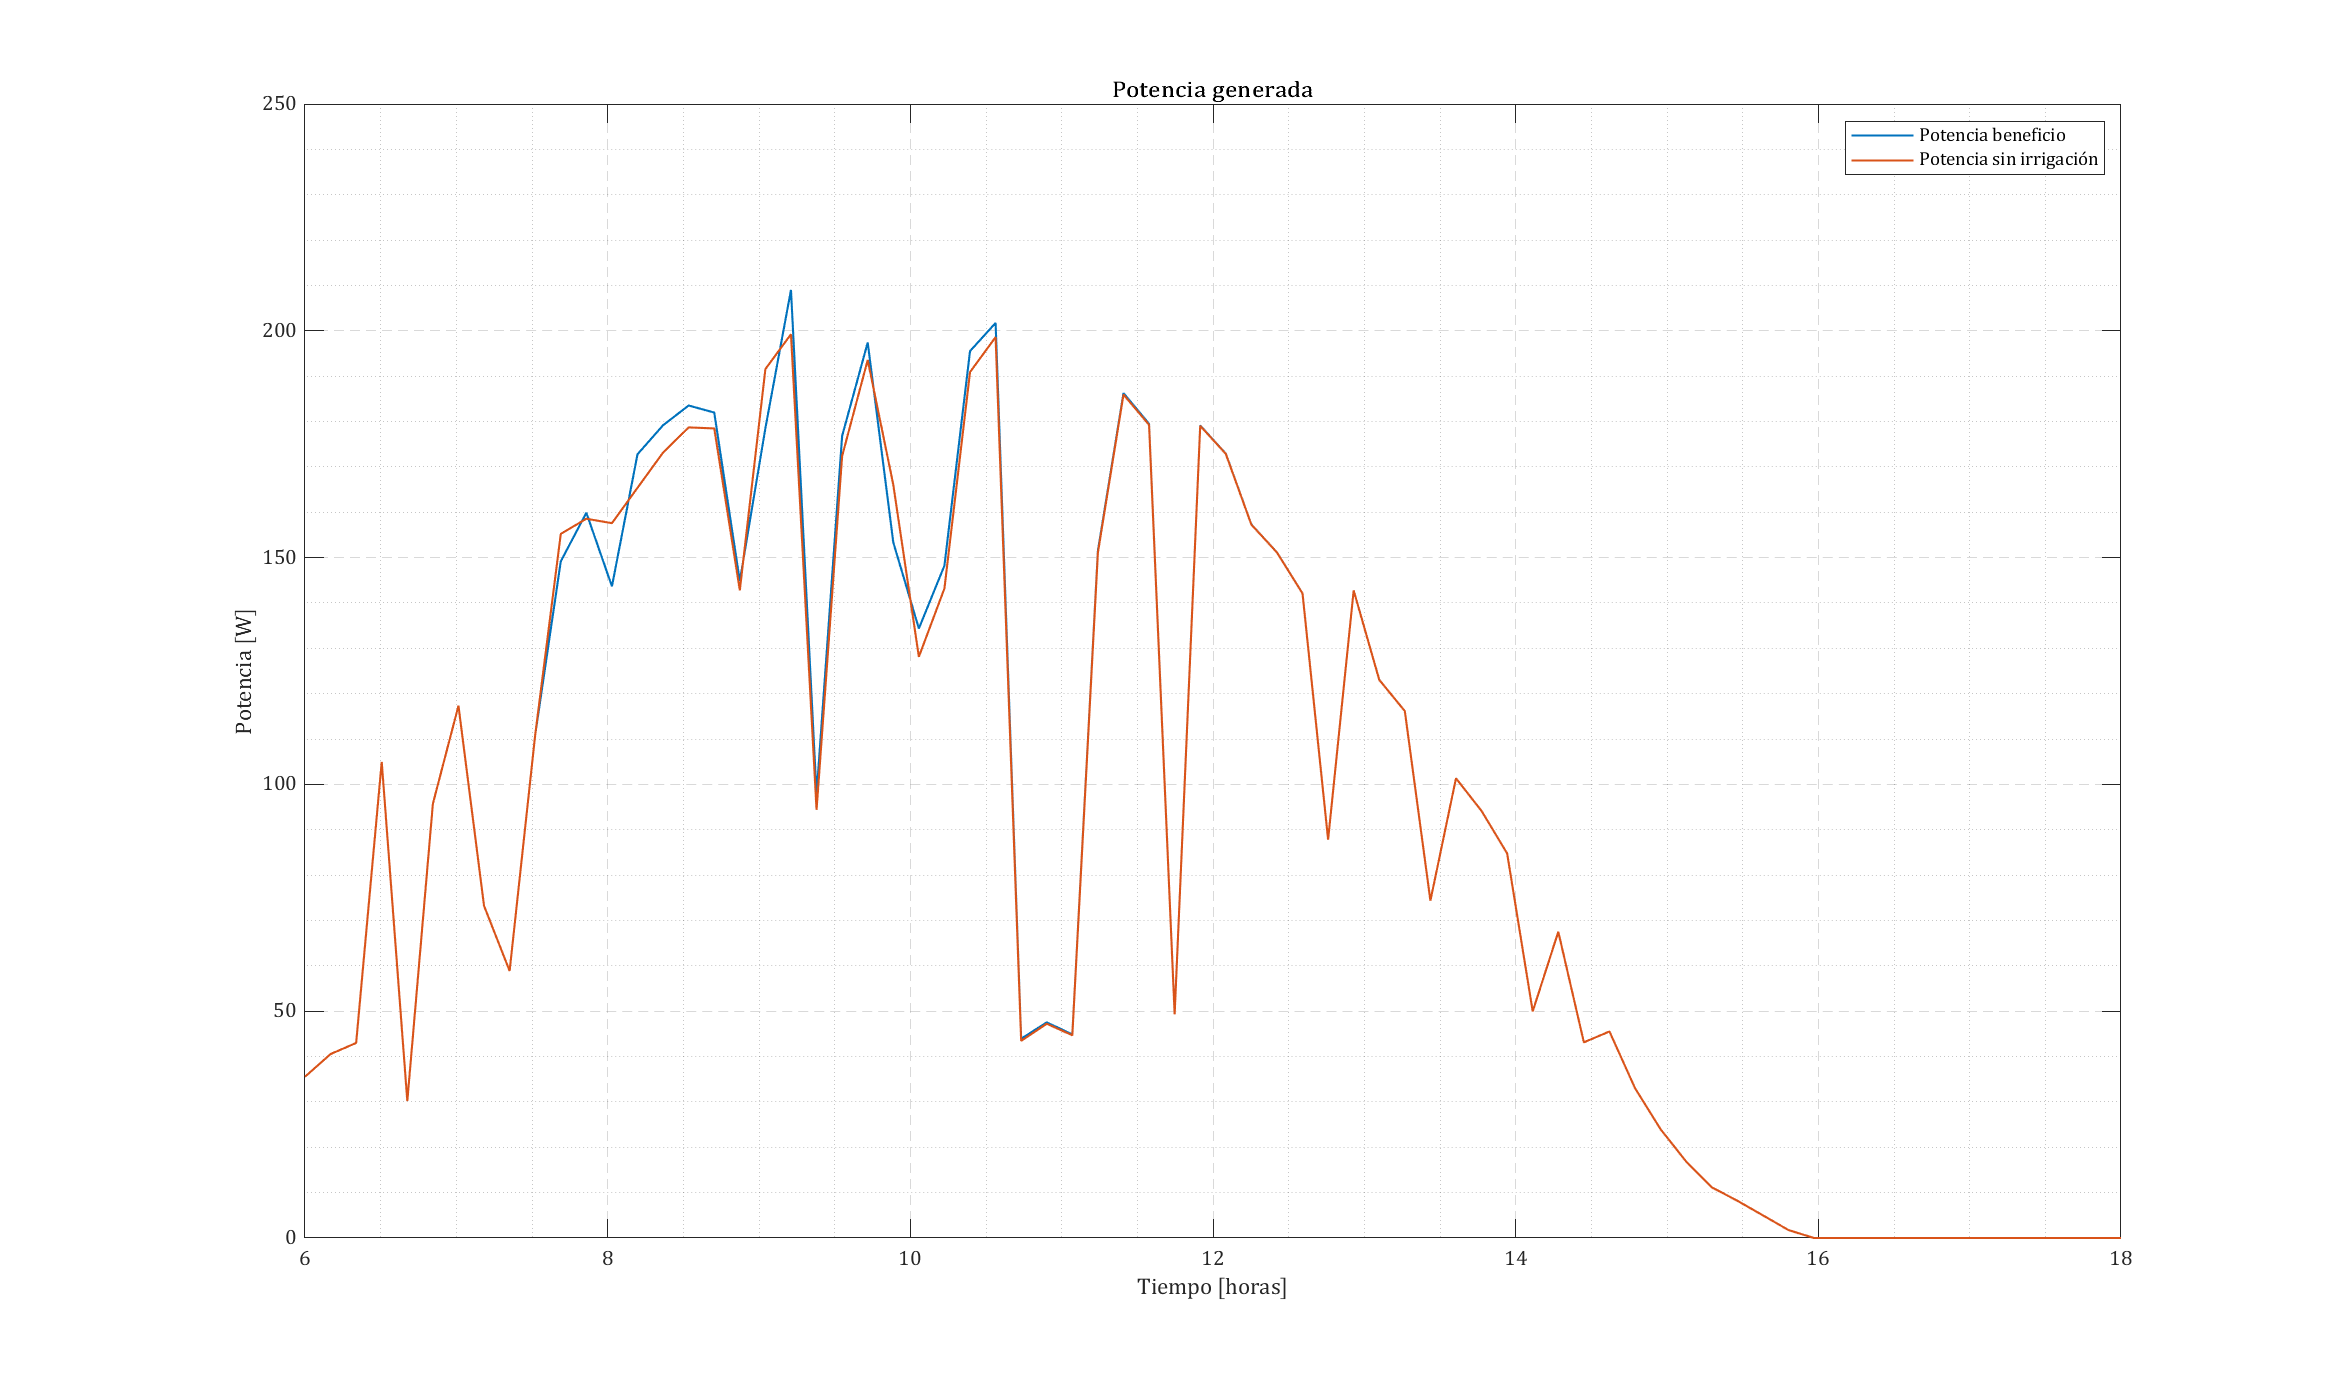 Potencia generada
250
200
150
100
50
0
Potencia [W]
Potencia beneficio
Potencia sin irrigación
6 8 10 12 14 16 18
Tiempo [horas]